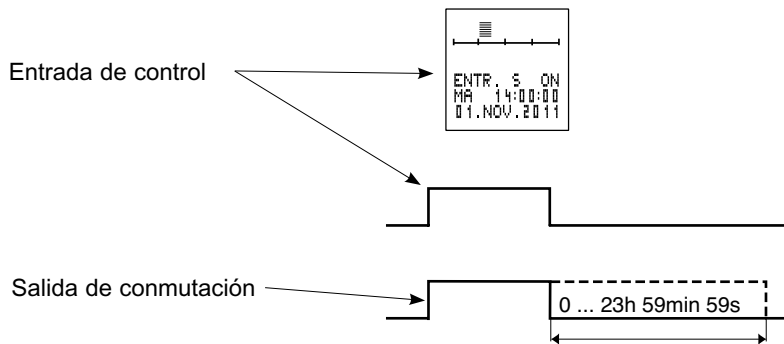 Entrada de control
ENTR. S ON
MA 14:00:00
01.NOV.2011
Salida de conmutación
0 ... 23h 59min 59s